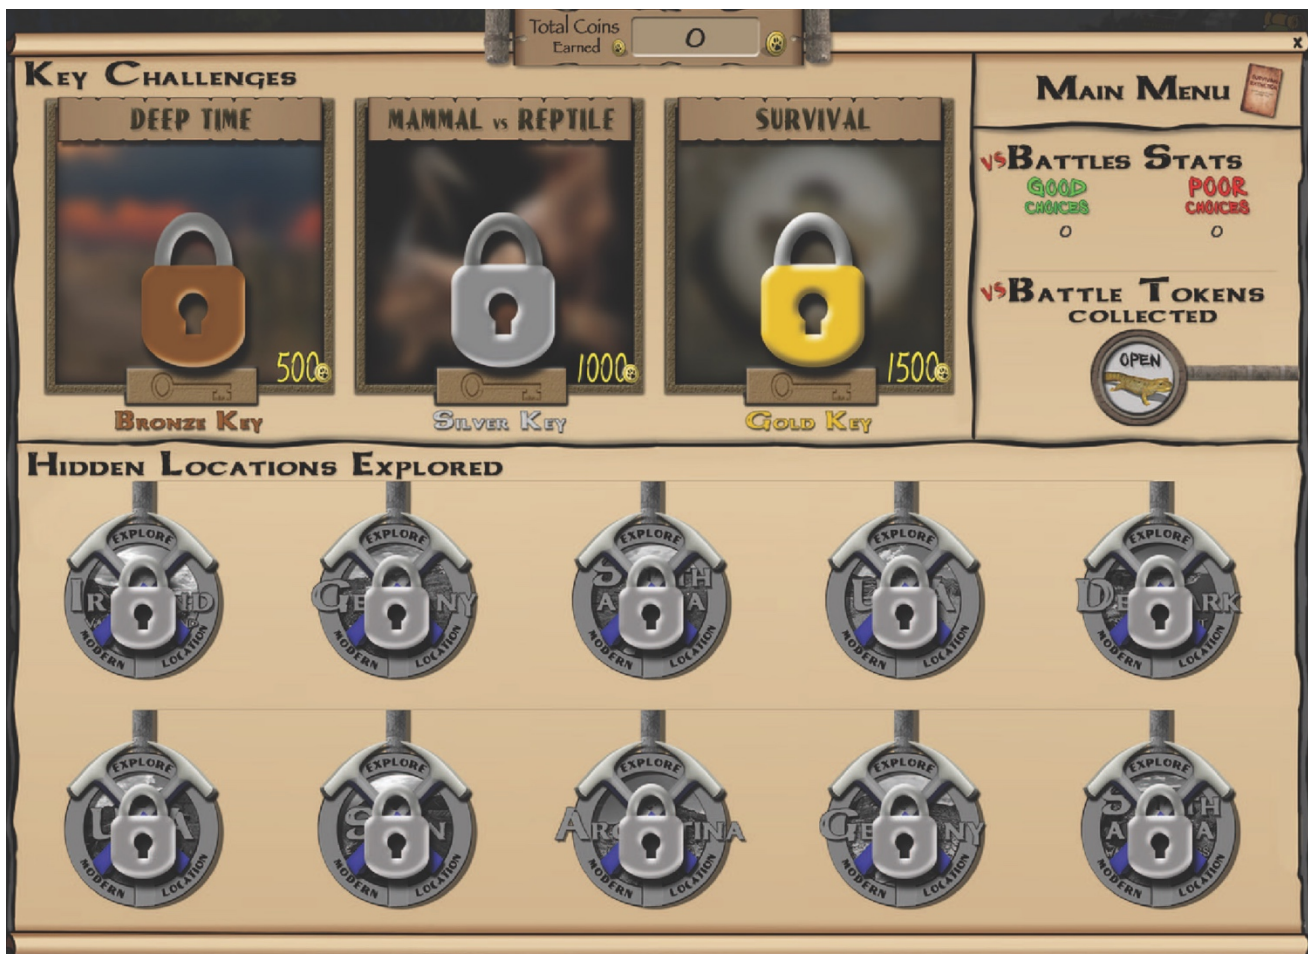 Total Coins
Earned
0
x
KEY CHALLENGES
DEEP TIME
MAMMAL VS REPTILE
SURVIVAL
500
1000
1500
BRONZE KEY
SILVER KEY
GOLD KEY
MAIN MENU
VS BATTLES STATS
GOOD
CHOICES
POOR
CHOICES
0
0
VS BATTLE TOKENS
COLLECTED
OPEN
HIDDEN LOCATIONS EXPLORED
EXPLORE
MODERN LOCATION
EXPLORE
MODERN LOCATION
EXPLORE
MODERN LOCATION
EXPLORE
MODERN LOCATION
EXPLORE
MODERN LOCATION
EXPLORE
MODERN LOCATION
EXPLORE
MODERN LOCATION
EXPLORE
MODERN LOCATION
EXPLORE
MODERN LOCATION
EXPLORE
MODERN LOCATION